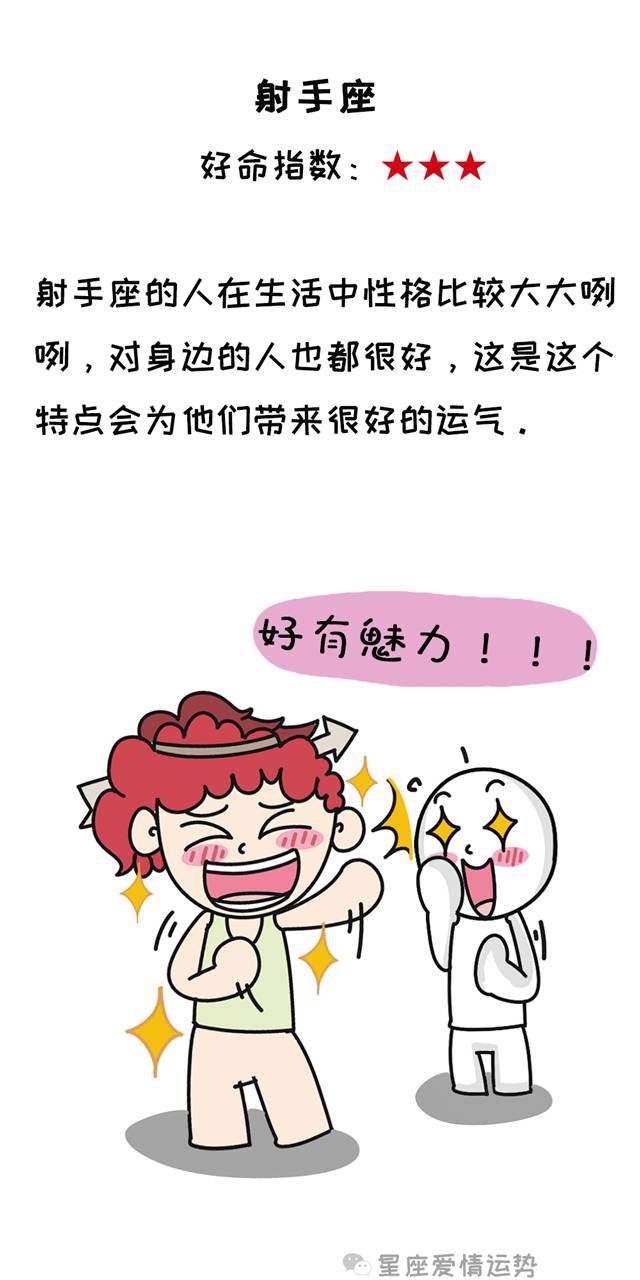 射手座
好命指数：★★★
射手座的人在生活中性格比较大大咧
咧，对身边的人也都很好，这是这个
特点会为他们带来很好的运气．
好有魅力！！！
星座爱情运势